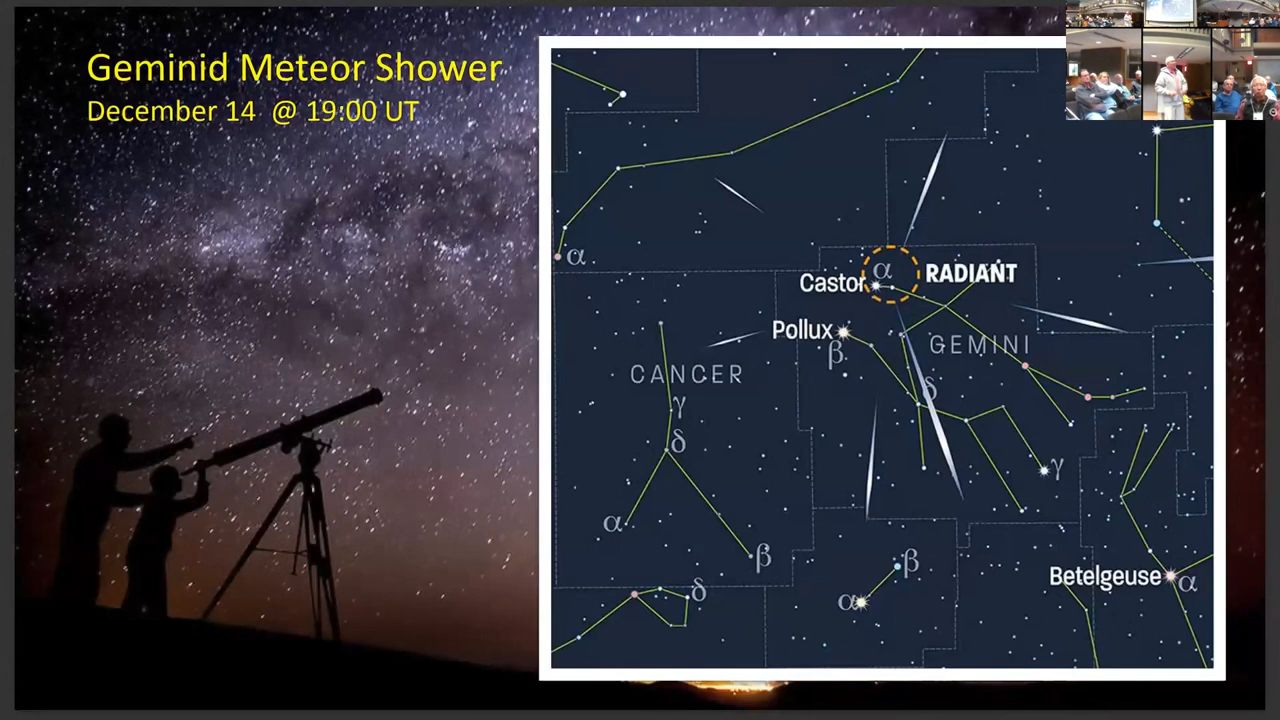 Geminid Meteor Shower
December 14 @ 19:00 UT
α
Castor
α
RADIANT
Pollux
β
GEMINI
CANCER
γ
δ
δ
γ
α
β
β
α
Betelgeuse
α
δ